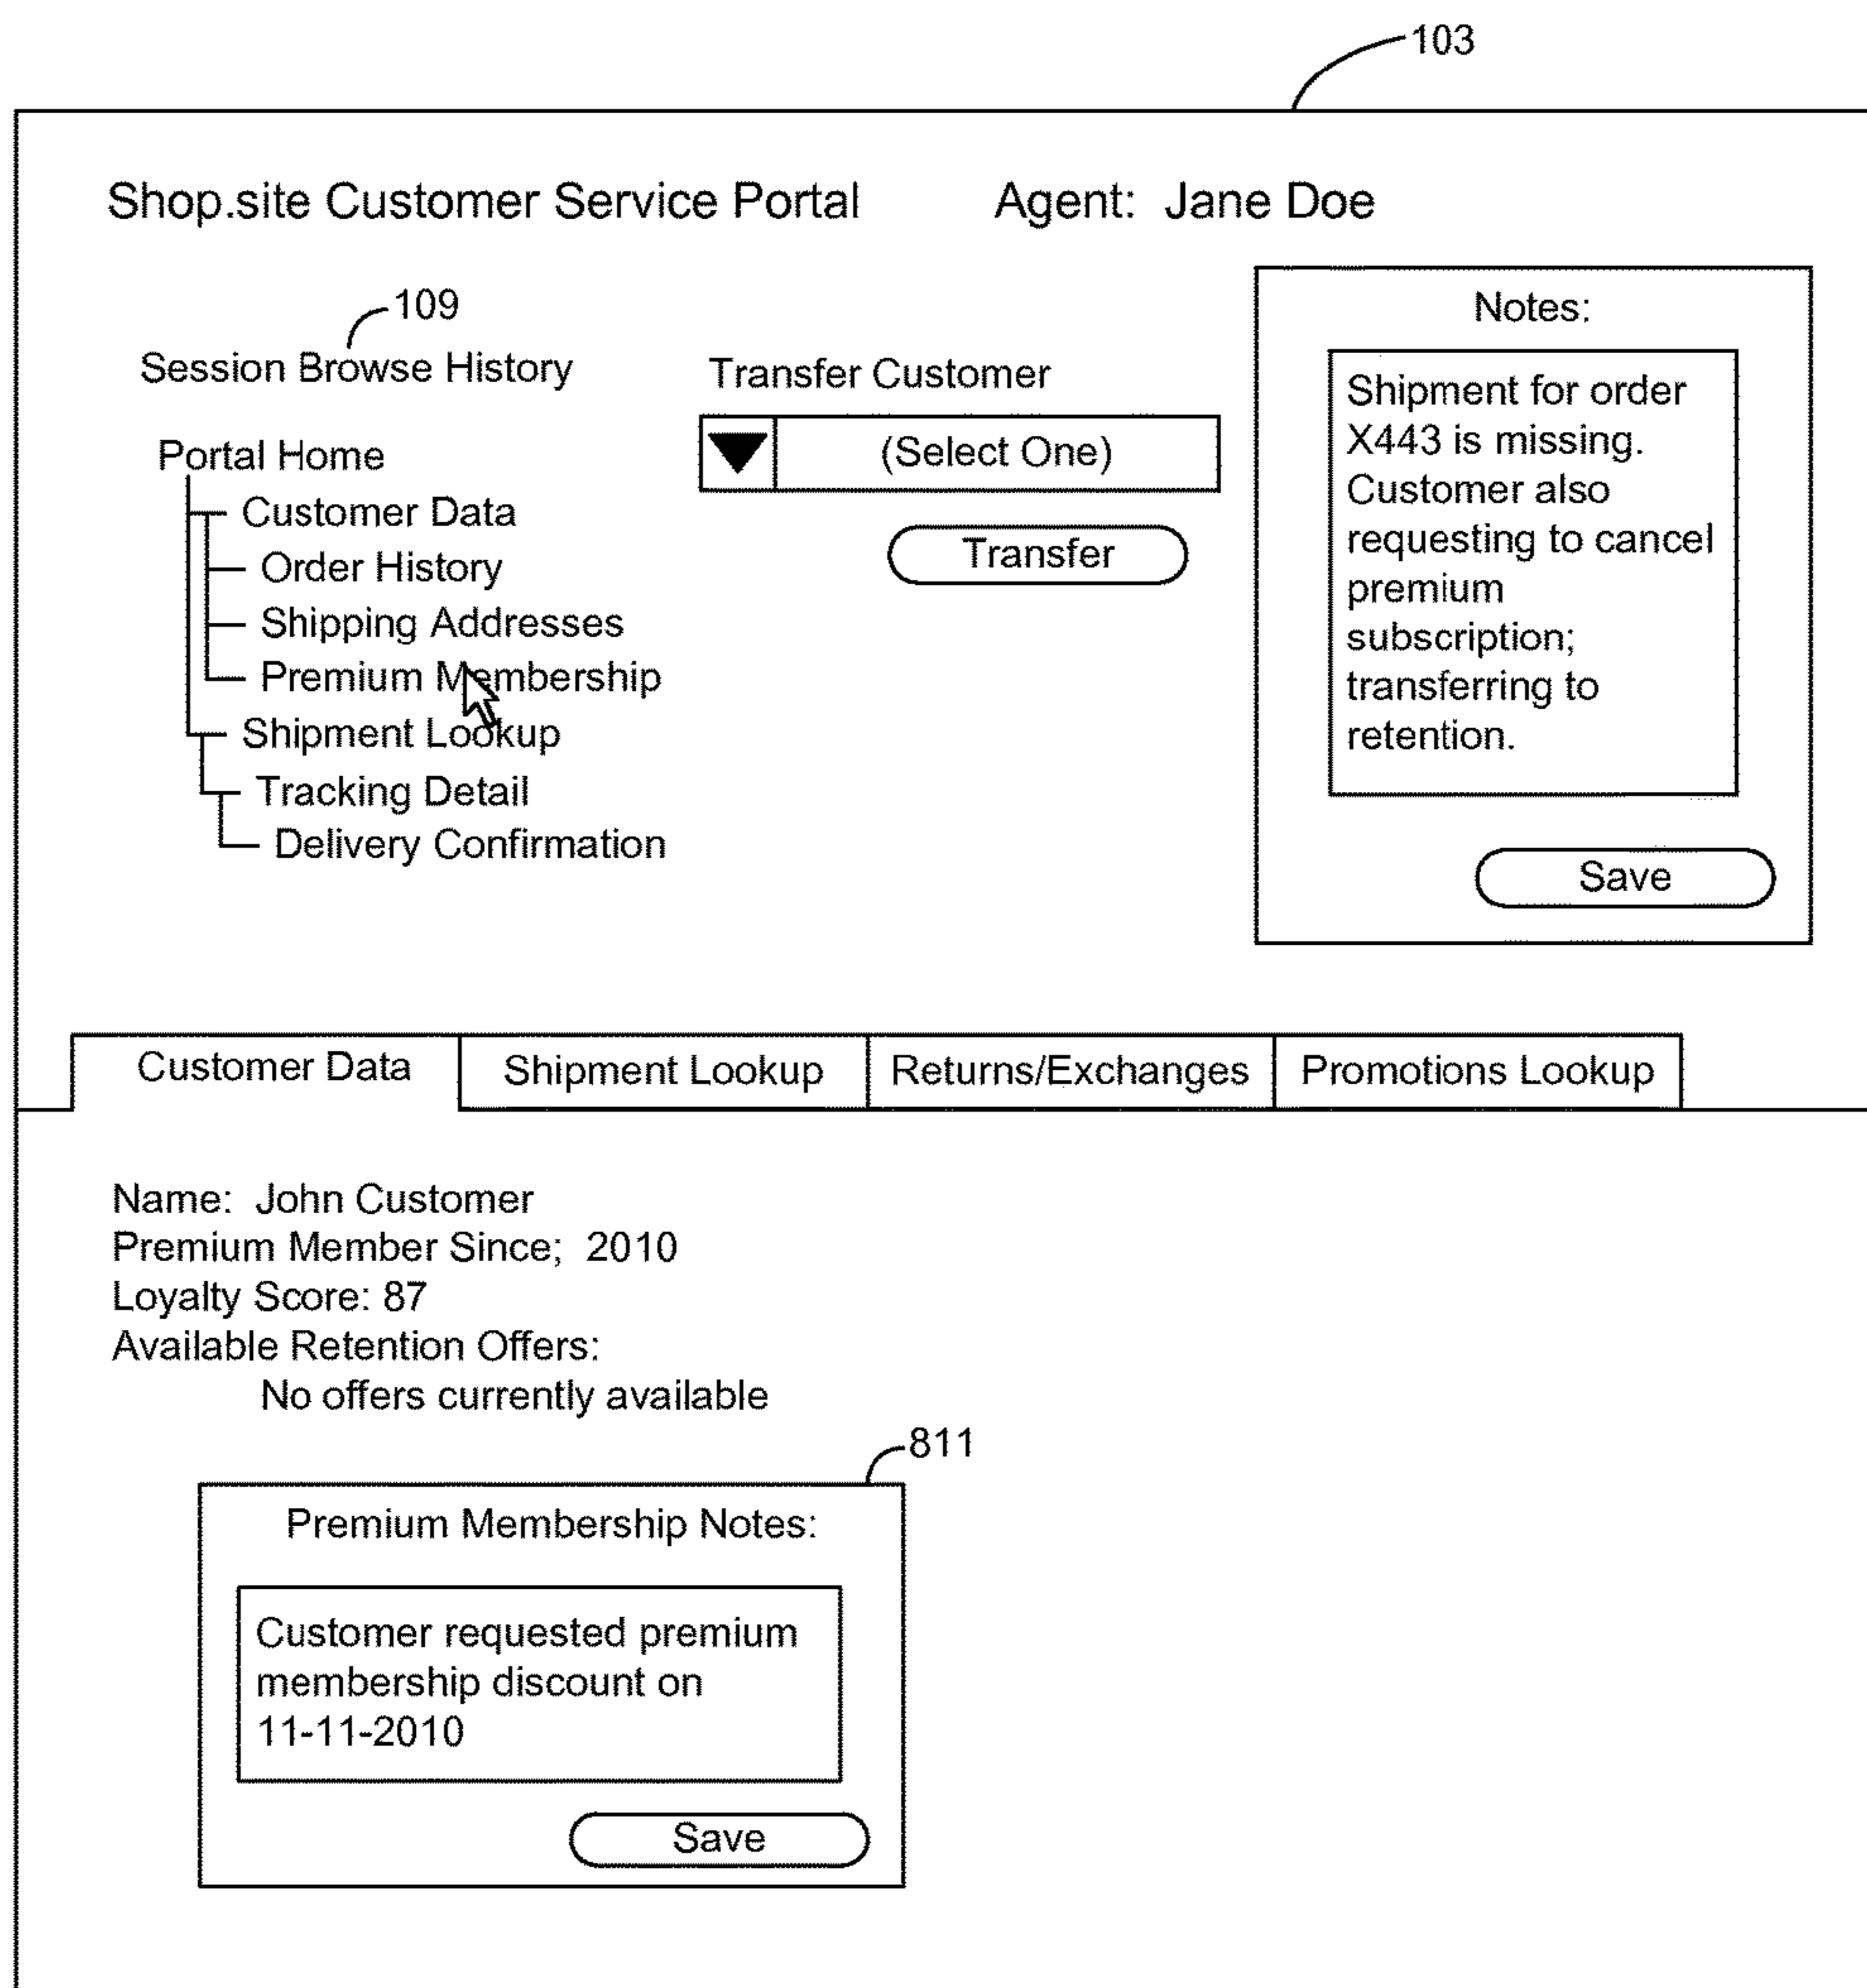 103
Shop.site Customer Service Portal
Agent: Jane Doe
109
Session Browse History
Portal Home
Customer Data
Order History
Shipping Addresses
Premium Membership
Shipment Lookup
Tracking Detail
Delivery Confirmation
Transfer Customer
(Select One)
Transfer
Notes:
Shipment for order
X443 is missing.
Customer also
requesting to cancel
premium
subscription;
transferring to
retention.
Save
Customer Data
Shipment Lookup
Returns/Exchanges
Promotions Lookup
Name: John Customer
Premium Member Since; 2010
Loyalty Score: 87
Available Retention Offers:
No offers currently available
811
Premium Membership Notes:
Customer requested premium
membership discount on
11-11-2010
Save